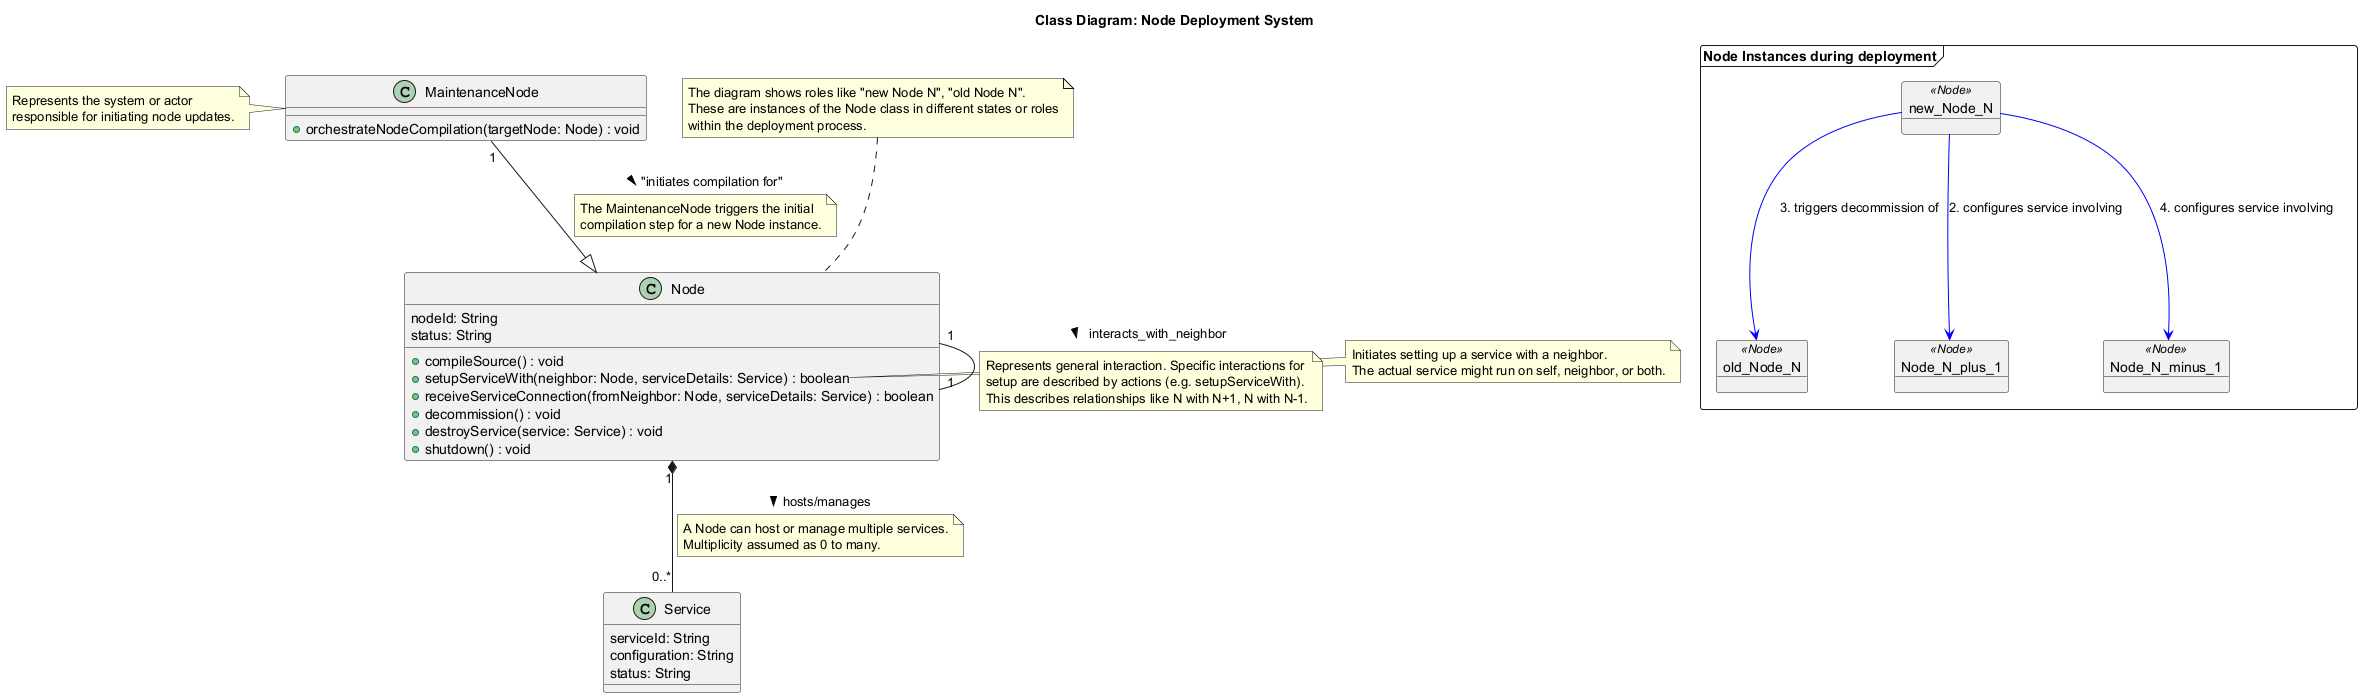 Class Diagram: Node Deployment System
Represents the system or actor
responsible for initiating node updates.
C MaintenanceNode
orchestrateNodeCompilation(targetNode: Node) : void
The diagram shows roles like "new Node N", "old Node N".
These are instances of the Node class in different states or roles
within the deployment process.
1
"initiates compilation for"
The MaintenanceNode triggers the initial
compilation step for a new Node instance.
C Node
nodeId: String
status: String
compileSource() : void
setupServiceWith(neighbor: Node, serviceDetails: Service) : boolean
receiveServiceConnection(fromNeighbor: Node, serviceDetails: Service) : boolean
decommission() : void
destroyService(service: Service) : void
shutdown() : void
1
1
interacts_with_neighbor
Represents general interaction. Specific interactions for
setup are described by actions (e.g. setupServiceWith).
This describes relationships like N with N+1, N with N-1.
Initiates setting up a service with a neighbor.
The actual service might run on self, neighbor, or both.
1
hosts/manages
A Node can host or manage multiple services.
Multiplicity assumed as 0 to many.
0..*
C Service
serviceId: String
configuration: String
status: String
Node Instances during deployment
«Node»
new_Node_N
3. triggers decommission of
2. configures service involving
4. configures service involving
«Node»
old_Node_N
«Node»
Node_N_plus_1
«Node»
Node_N_minus_1